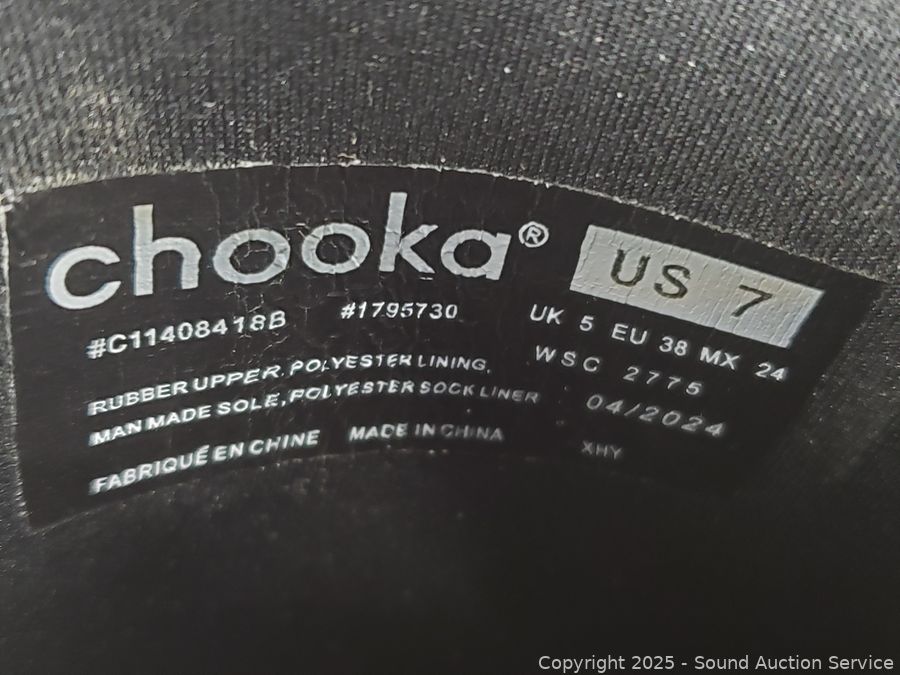 chooka®
US 7
#C11408418B #1795730
UK 5 EU 38 MX 24
WSC 2775
04/2024
RUBBER UPPER, POLYESTER LINING,
MAN MADE SOLE, POLYESTER SOCK LINER
FABRIQUÉ EN CHINE MADE IN CHINA
XHY
Copyright © 2025 - Sound Auction Service